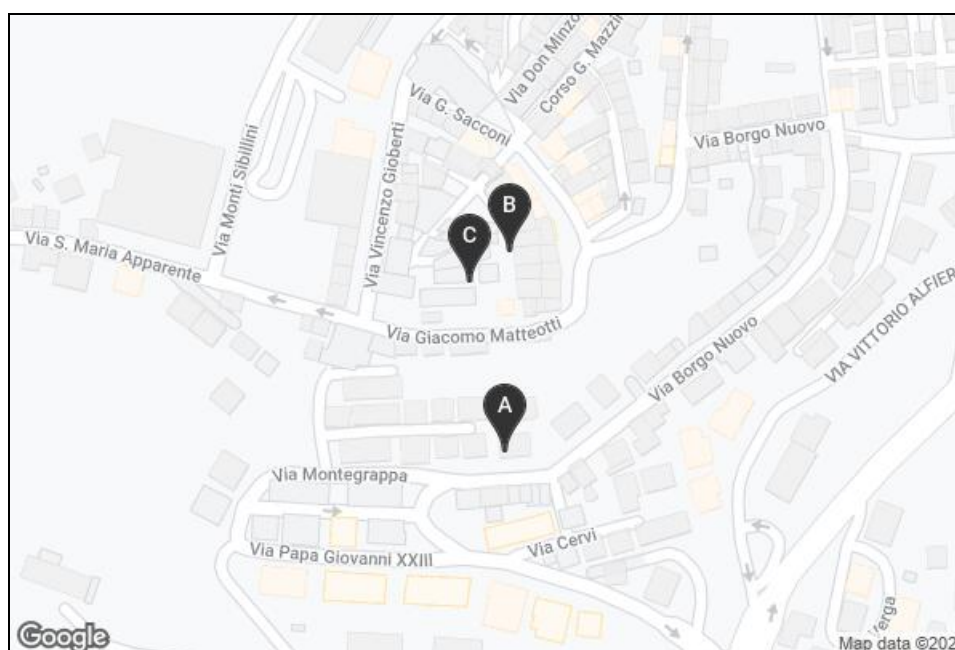 Via Don Minzo
Corso G. Mazzin
Via G. Sacconi
Via Borgo Nuovo
Via Monti Sibillini
Via Vincenzo Gioberti
B
C
Via S. Maria Apparente
Via Giacomo Matteotti
Via Borgo Nuovo
VIA VITTORIO ALFIER
A
Via Montegrappa
Via Cervi
Via Papa Giovanni XXIII
Verga
Google
Map data ©202